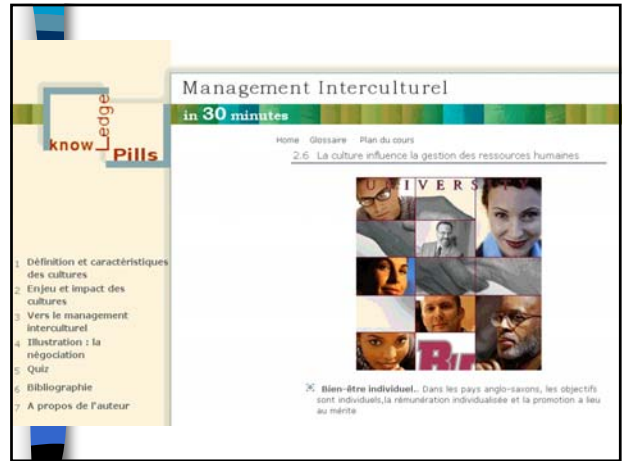 know
Ledge
Pills
Management Interculturel
in 30 minutes
Home Glossaire Plan du cours
2.6 La culture influence la gestion des ressources humaines
UNIVERSITY
1 Définition et caractéristiques
des cultures
2 Enjeu et impact des
cultures
3 Vers le management
interculturel
4 Illustration : la
négociation
5 Quiz
6 Bibliographie
7 A propos de l'auteur
Bien-être individuel.. Dans les pays anglo-saxons, les objectifs
sont individuels,la rémunération individualisée et la promotion a lieu
au mérite